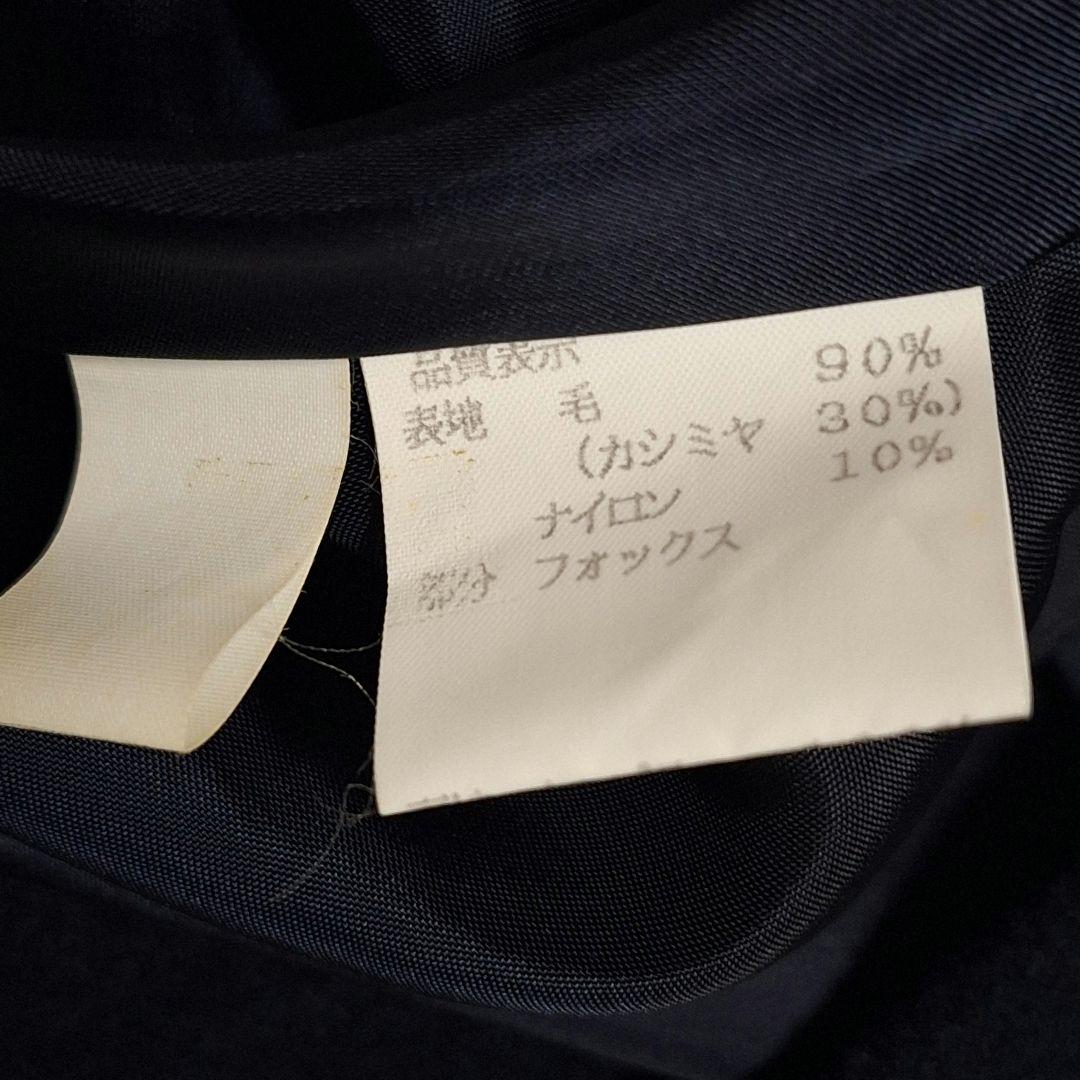 品質表示
表地 毛 90%
(カシミヤ 30%)
ナイロン 10%
部分 フォックス